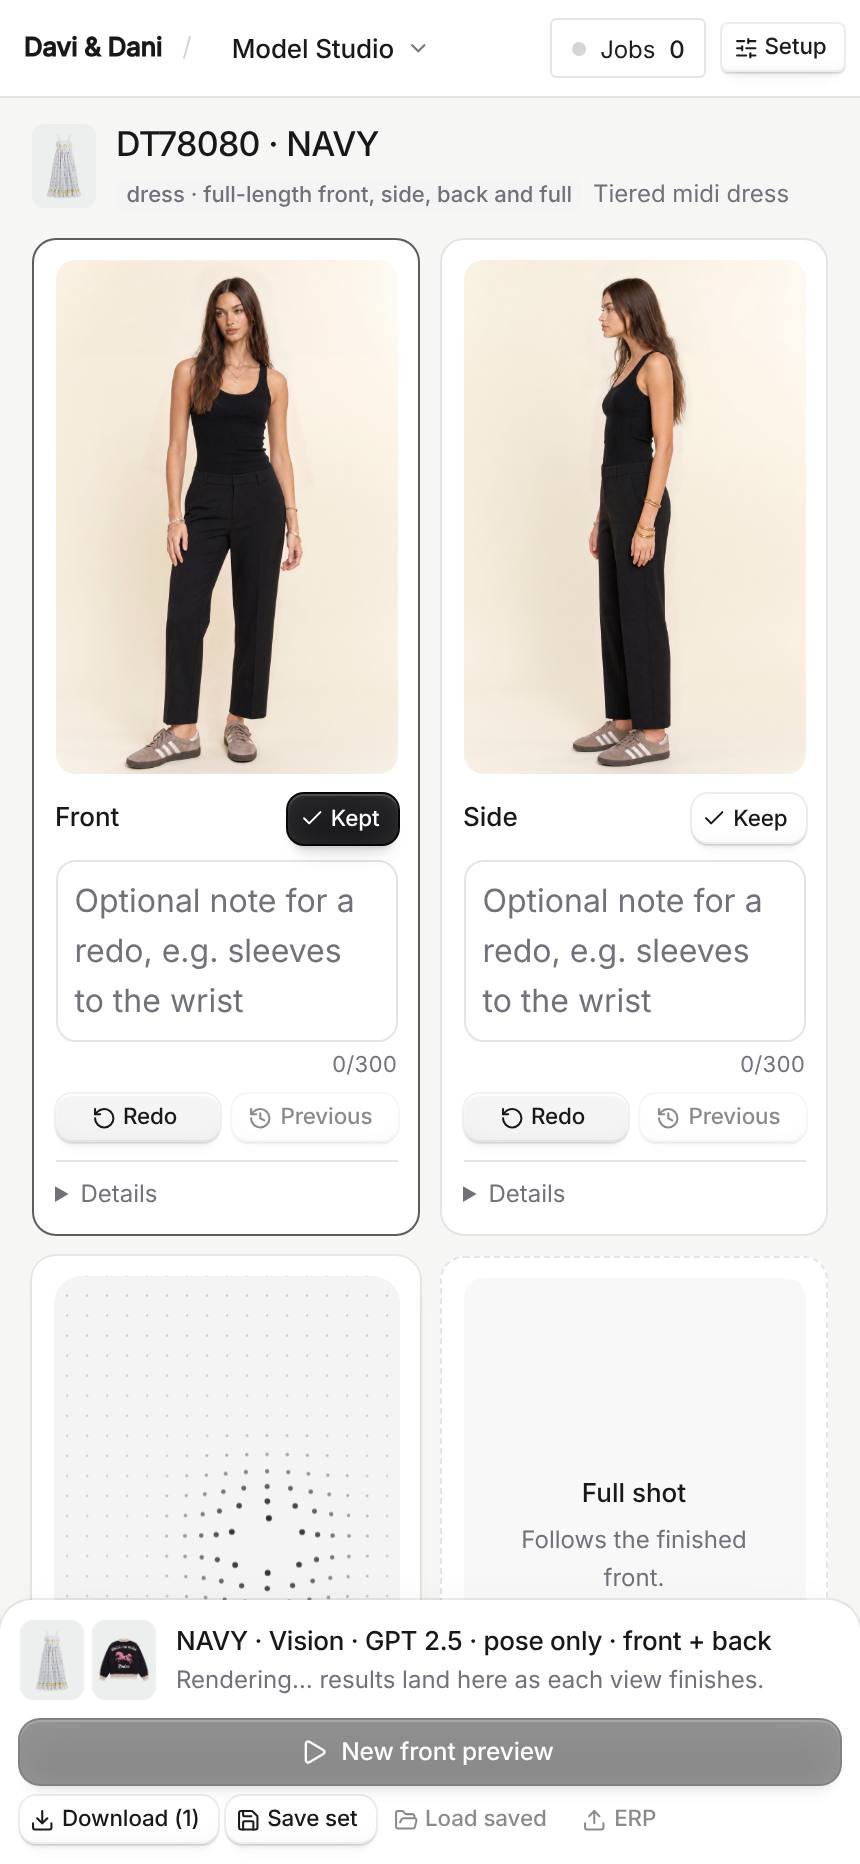 Davi & Dani / Model Studio
Jobs 0
Setup
DT78080 · NAVY
dress · full-length front, side, back and full
Tiered midi dress
Front
Kept
Optional note for a
redo, e.g. sleeves
to the wrist
0/300
Redo
Previous
Details
Side
Keep
Optional note for a
redo, e.g. sleeves
to the wrist
0/300
Redo
Previous
Details
Full shot
Follows the finished
front.
NAVY · Vision · GPT 2.5 · pose only · front + back
Rendering... results land here as each view finishes.
New front preview
Download (1)
Save set
Load saved
ERP